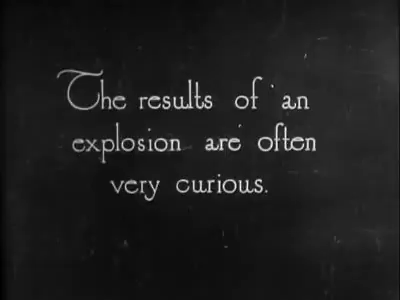 The results of an
explosion are often
very curious.